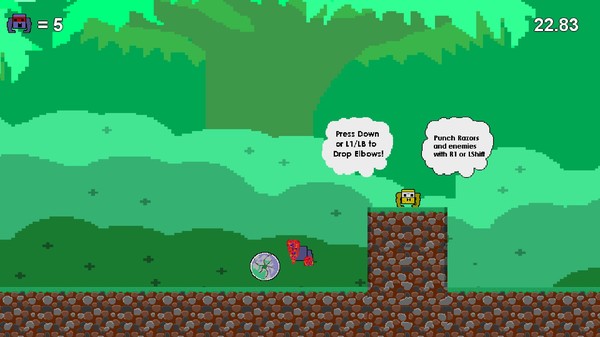 = 5
22.83
Press Down
or L1/LB to
Drop Elbows!
Punch Razors
and enemies
with R1 or LShift